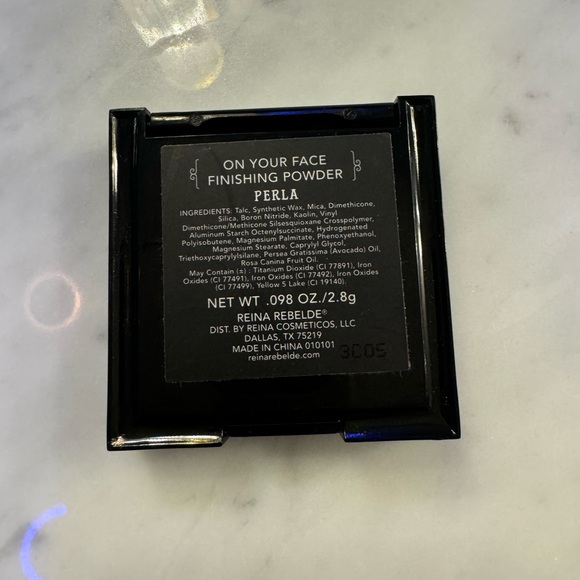 ON YOUR FACE
FINISHING POWDER
PERLA
INGREDIENTS: Talc, Synthetic Wax, Mica, Dimethicone,
Silica, Boron Nitride, Kaolin, Vinyl
Dimethicone/Methicone Silsesquioxane Crosspolymer,
Aluminum Starch Octenylsuccinate, Hydrogenated
Polyisobutene, Magnesium Palmitate, Phenoxyethanol,
Magnesium Stearate, Caprylyl Glycol,
Triethoxycaprylylsilane, Persea Gratissima (Avocado) Oil,
Rosa Canina Fruit Oil.
May Contain (±) : Titanium Dioxide (CI 77891), Iron
Oxides (CI 77491), Iron Oxides (CI 77492), Iron Oxides
(CI 77499), Yellow 5 Lake (CI 19140).
NET WT .098 OZ./2.8g
REINA REBELDE®
DIST. BY REINA COSMETICOS, LLC
DALLAS, TX 75219
MADE IN CHINA 010101
reinarebelde.com
3C05